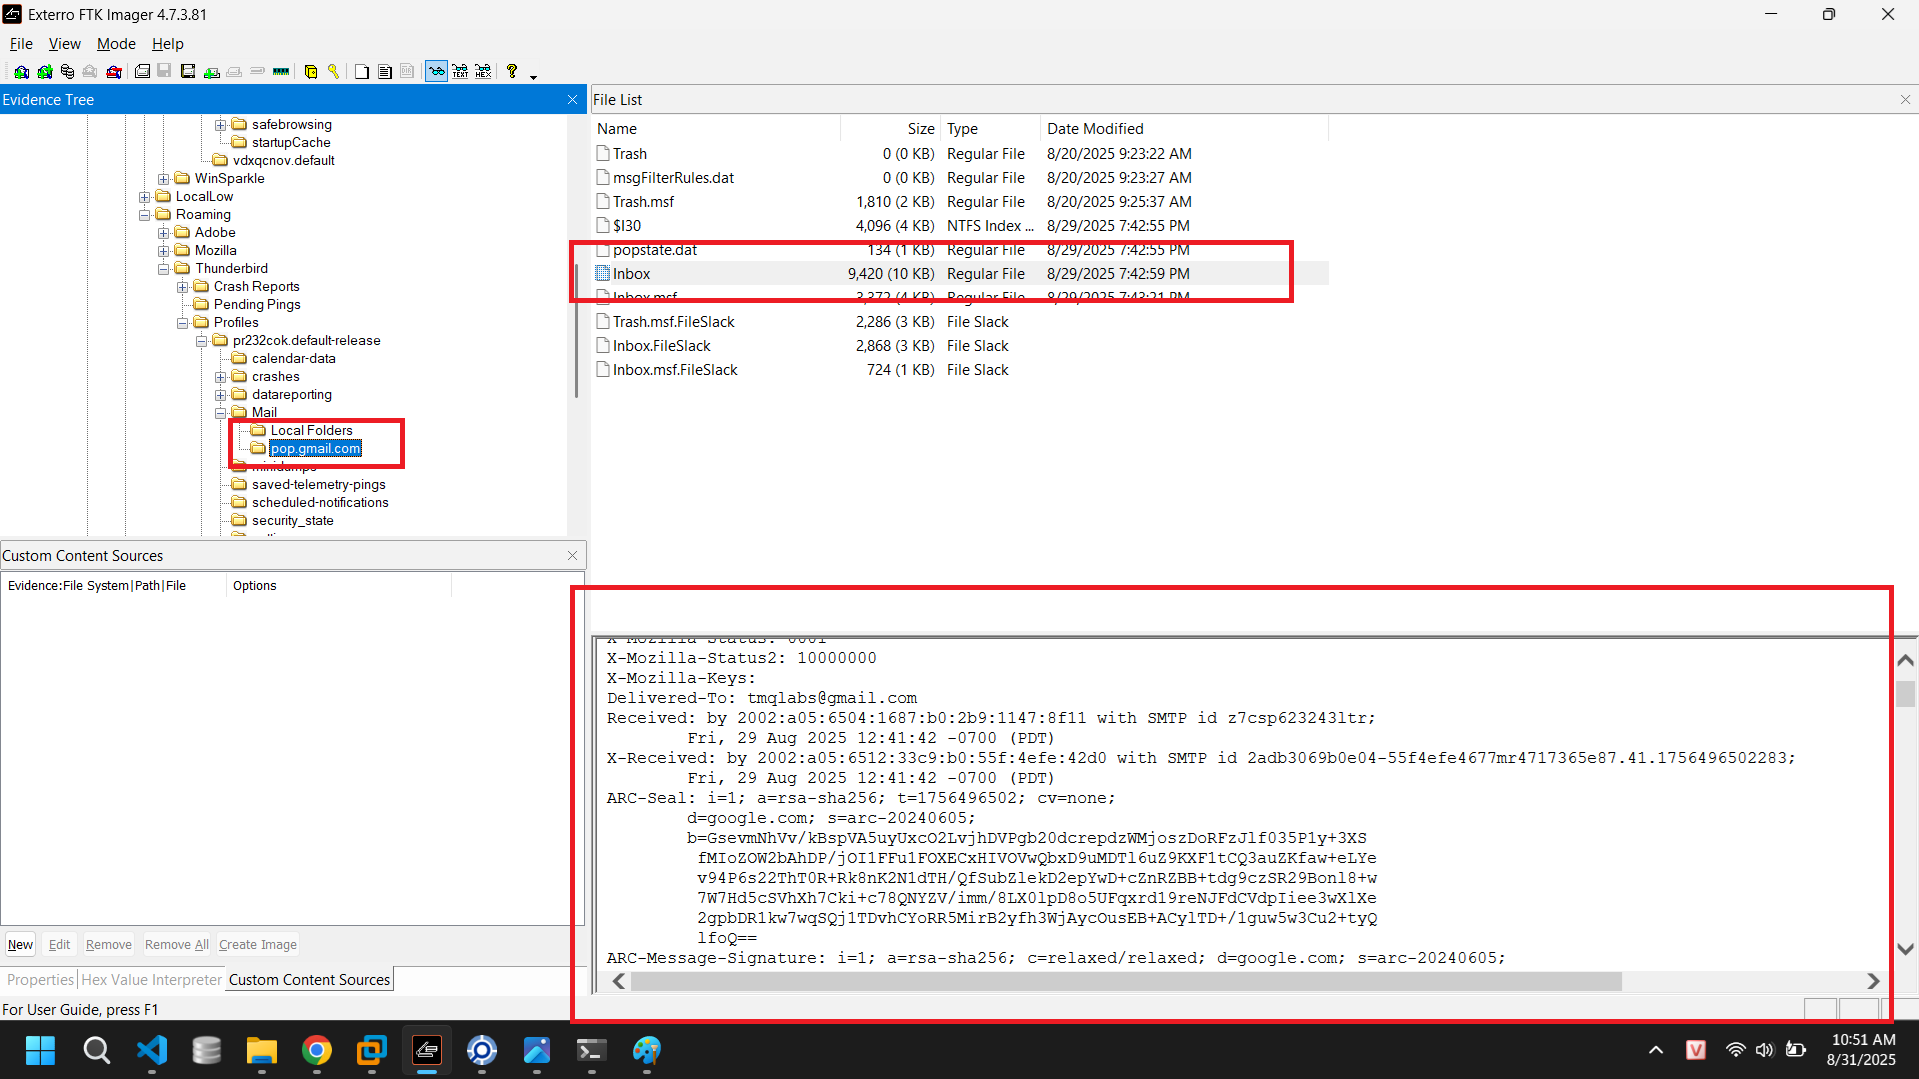 Exterro FTK Imager 4.7.3.81
File View Mode Help
Evidence Tree
safebrowsing
startupCache
vdxqcnov.default
WinSparkle
LocalLow
Roaming
Adobe
Mozilla
Thunderbird
Crash Reports
Pending Pings
Profiles
pr232cok.default-release
calendar-data
crashes
datareporting
Mail
Local Folders
pop.gmail.com
minidumps
saved-telemetry-pings
scheduled-notifications
security_state
File List
Name Size Type Date Modified
Trash 0 (0 KB) Regular File 8/20/2025 9:23:22 AM
msgFilterRules.dat 0 (0 KB) Regular File 8/20/2025 9:23:27 AM
Trash.msf 1,810 (2 KB) Regular File 8/20/2025 9:25:37 AM
$I30 4,096 (4 KB) NTFS Index ... 8/29/2025 7:42:55 PM
popstate.dat 134 (1 KB) Regular File 8/29/2025 7:42:55 PM
Inbox 9,420 (10 KB) Regular File 8/29/2025 7:42:59 PM
Inbox.msf 3,372 (4 KB) Regular File 8/29/2025 7:43:21 PM
Trash.msf.FileSlack 2,286 (3 KB) File Slack
Inbox.FileSlack 2,868 (3 KB) File Slack
Inbox.msf.FileSlack 724 (1 KB) File Slack
Custom Content Sources
Evidence:File System|Path|File Options
New Edit Remove Remove All Create Image
Properties Hex Value Interpreter Custom Content Sources
For User Guide, press F1
X-Mozilla-Status: 0001
X-Mozilla-Status2: 10000000
X-Mozilla-Keys:
Delivered-To: tmqlabs@gmail.com
Received: by 2002:a05:6504:1687:b0:2b9:1147:8f11 with SMTP id z7csp623243ltr;
Fri, 29 Aug 2025 12:41:42 -0700 (PDT)
X-Received: by 2002:a05:6512:33c9:b0:55f:4efe:42d0 with SMTP id 2adb3069b0e04-55f4efe4677mr4717365e87.41.1756496502283;
Fri, 29 Aug 2025 12:41:42 -0700 (PDT)
ARC-Seal: i=1; a=rsa-sha256; t=1756496502; cv=none;
d=google.com; s=arc-20240605;
b=GsevmNhVv/kBspVA5uyUxcO2LvjhDVPgb20dcrepdzWMjoszDoRFzJlf035P1y+3XS
fMIoZOW2bAhDP/jOI1FFu1FOXECxHIVOVwQbxD9uMDTl6uZ9KXF1tCQ3auZKfaw+eLYe
v94P6s22ThT0R+Rk8nK2N1dTH/QfSubZlekD2epYwD+cZnRZBB+tdg9czSR29Bonl8+w
7W7Hd5cSVhXh7Cki+c78QNYZV/imm/8LX0lpD8o5UFqxrd19reNJFdCVdpIiee3wXlXe
2gpbDR1kw7wqSQj1TDvhCYoRR5MirB2yfh3WjAycOusEB+ACylTD+/1guw5w3Cu2+tyQ
lfoQ==
ARC-Message-Signature: i=1; a=rsa-sha256; c=relaxed/relaxed; d=google.com; s=arc-20240605;
10:51 AM
8/31/2025